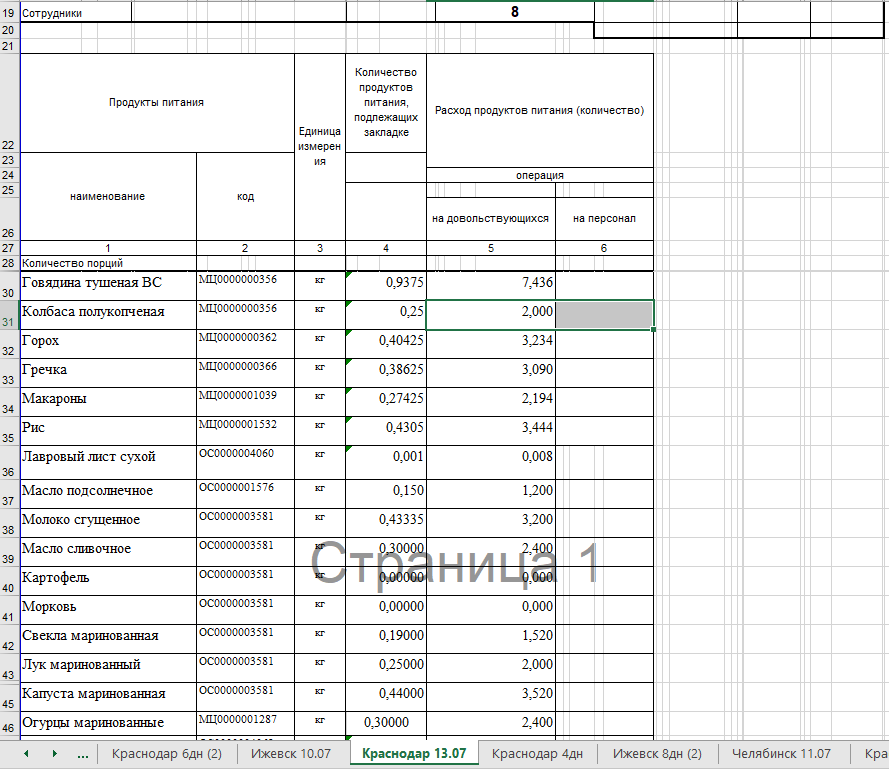 19 Сотрудники 8
20
21
Продукты питания
Единица измерения
Количество продуктов питания, подлежащих закладке
Расход продуктов питания (количество)
22
23
24 операция
25
наименование код на довольствующихся на персонал
26
27 1 2 3 4 5 6
28 Количество порций
30 Говядина тушеная ВС МЦ0000000356 кг 0,9375 7,436
31 Колбаса полукопченая МЦ0000000356 кг 0,25 2,000
32 Горох МЦ0000000362 кг 0,40425 3,234
33 Гречка МЦ0000000366 кг 0,38625 3,090
34 Макароны МЦ0000001039 кг 0,27425 2,194
35 Рис МЦ0000001532 кг 0,4305 3,444
36 Лавровый лист сухой ОС0000004060 кг 0,001 0,008
37 Масло подсолнечное ОС0000001576 кг 0,150 1,200
38 Молоко сгущенное ОС0000003581 кг 0,43335 3,200
39 Масло сливочное ОС0000003581 кг 0,30000 2,400
Страница 1
40 Картофель ОС0000003581 кг 0,00000 0,000
41 Морковь ОС0000003581 кг 0,00000 0,000
42 Свекла маринованная ОС0000003581 кг 0,19000 1,520
43 Лук маринованный ОС0000003581 кг 0,25000 2,000
45 Капуста маринованная ОС0000003581 кг 0,44000 3,520
46 Огурцы маринованные МЦ0000001287 кг 0,30000 2,400
... Краснодар 6дн (2) Ижевск 10.07 Краснодар 13.07 Краснодар 4дн Ижевск 8дн (2) Челябинск 11.07 Кра